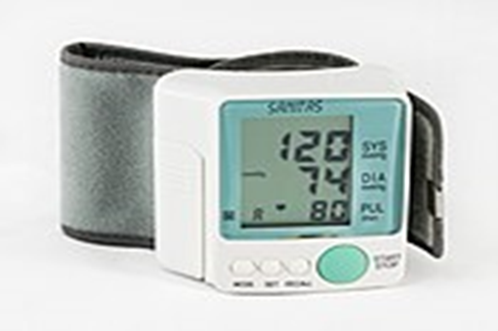 SANITAS
120 SYS
74 DIA
R 80 PUL
START
STOP
MODE SET RECALL